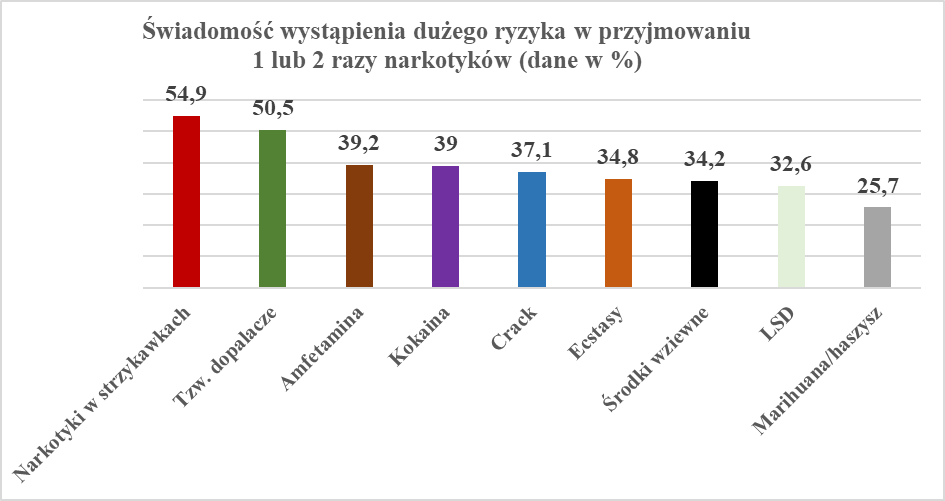 Świadomość wystąpienia dużego ryzyka w przyjmowaniu
1 lub 2 razy narkotyków (dane w %)
54,9
50,5
39,2
39
37,1
34,8
34,2
32,6
25,7
Narkotyki w strzykawkach
Tzw. dopalacze
Amfetamina
Kokaina
Crack
Ecstasy
Środki wziewne
LSD
Marihuana/haszysz